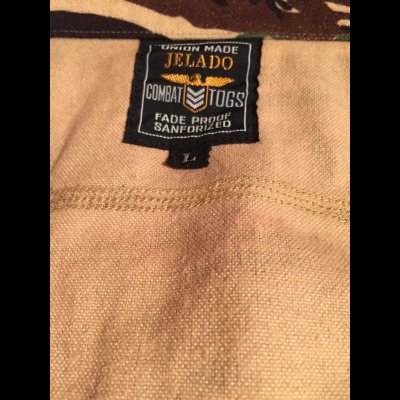 UNION MADE
JELADO
COMBAT TOGS
FADE PROOF
SANFORIZED
L